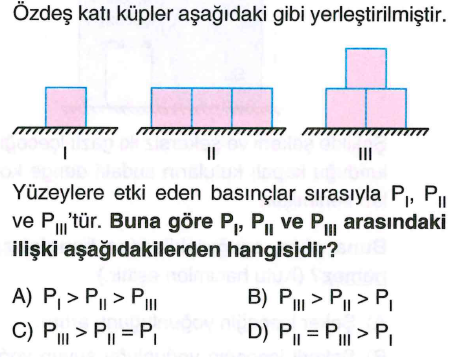 Özdeş katı küpler aşağıdaki gibi yerleştirilmiştir.
I II III
Yüzeylere etki eden basınçlar sırasıyla P_I, P_II
ve P_III'tür. Buna göre P_I, P_II ve P_III arasındaki
ilişki aşağıdakilerden hangisidir?
A) P_I > P_II > P_III B) P_III > P_II > P_I
C) P_III > P_II = P_I D) P_II = P_III > P_I